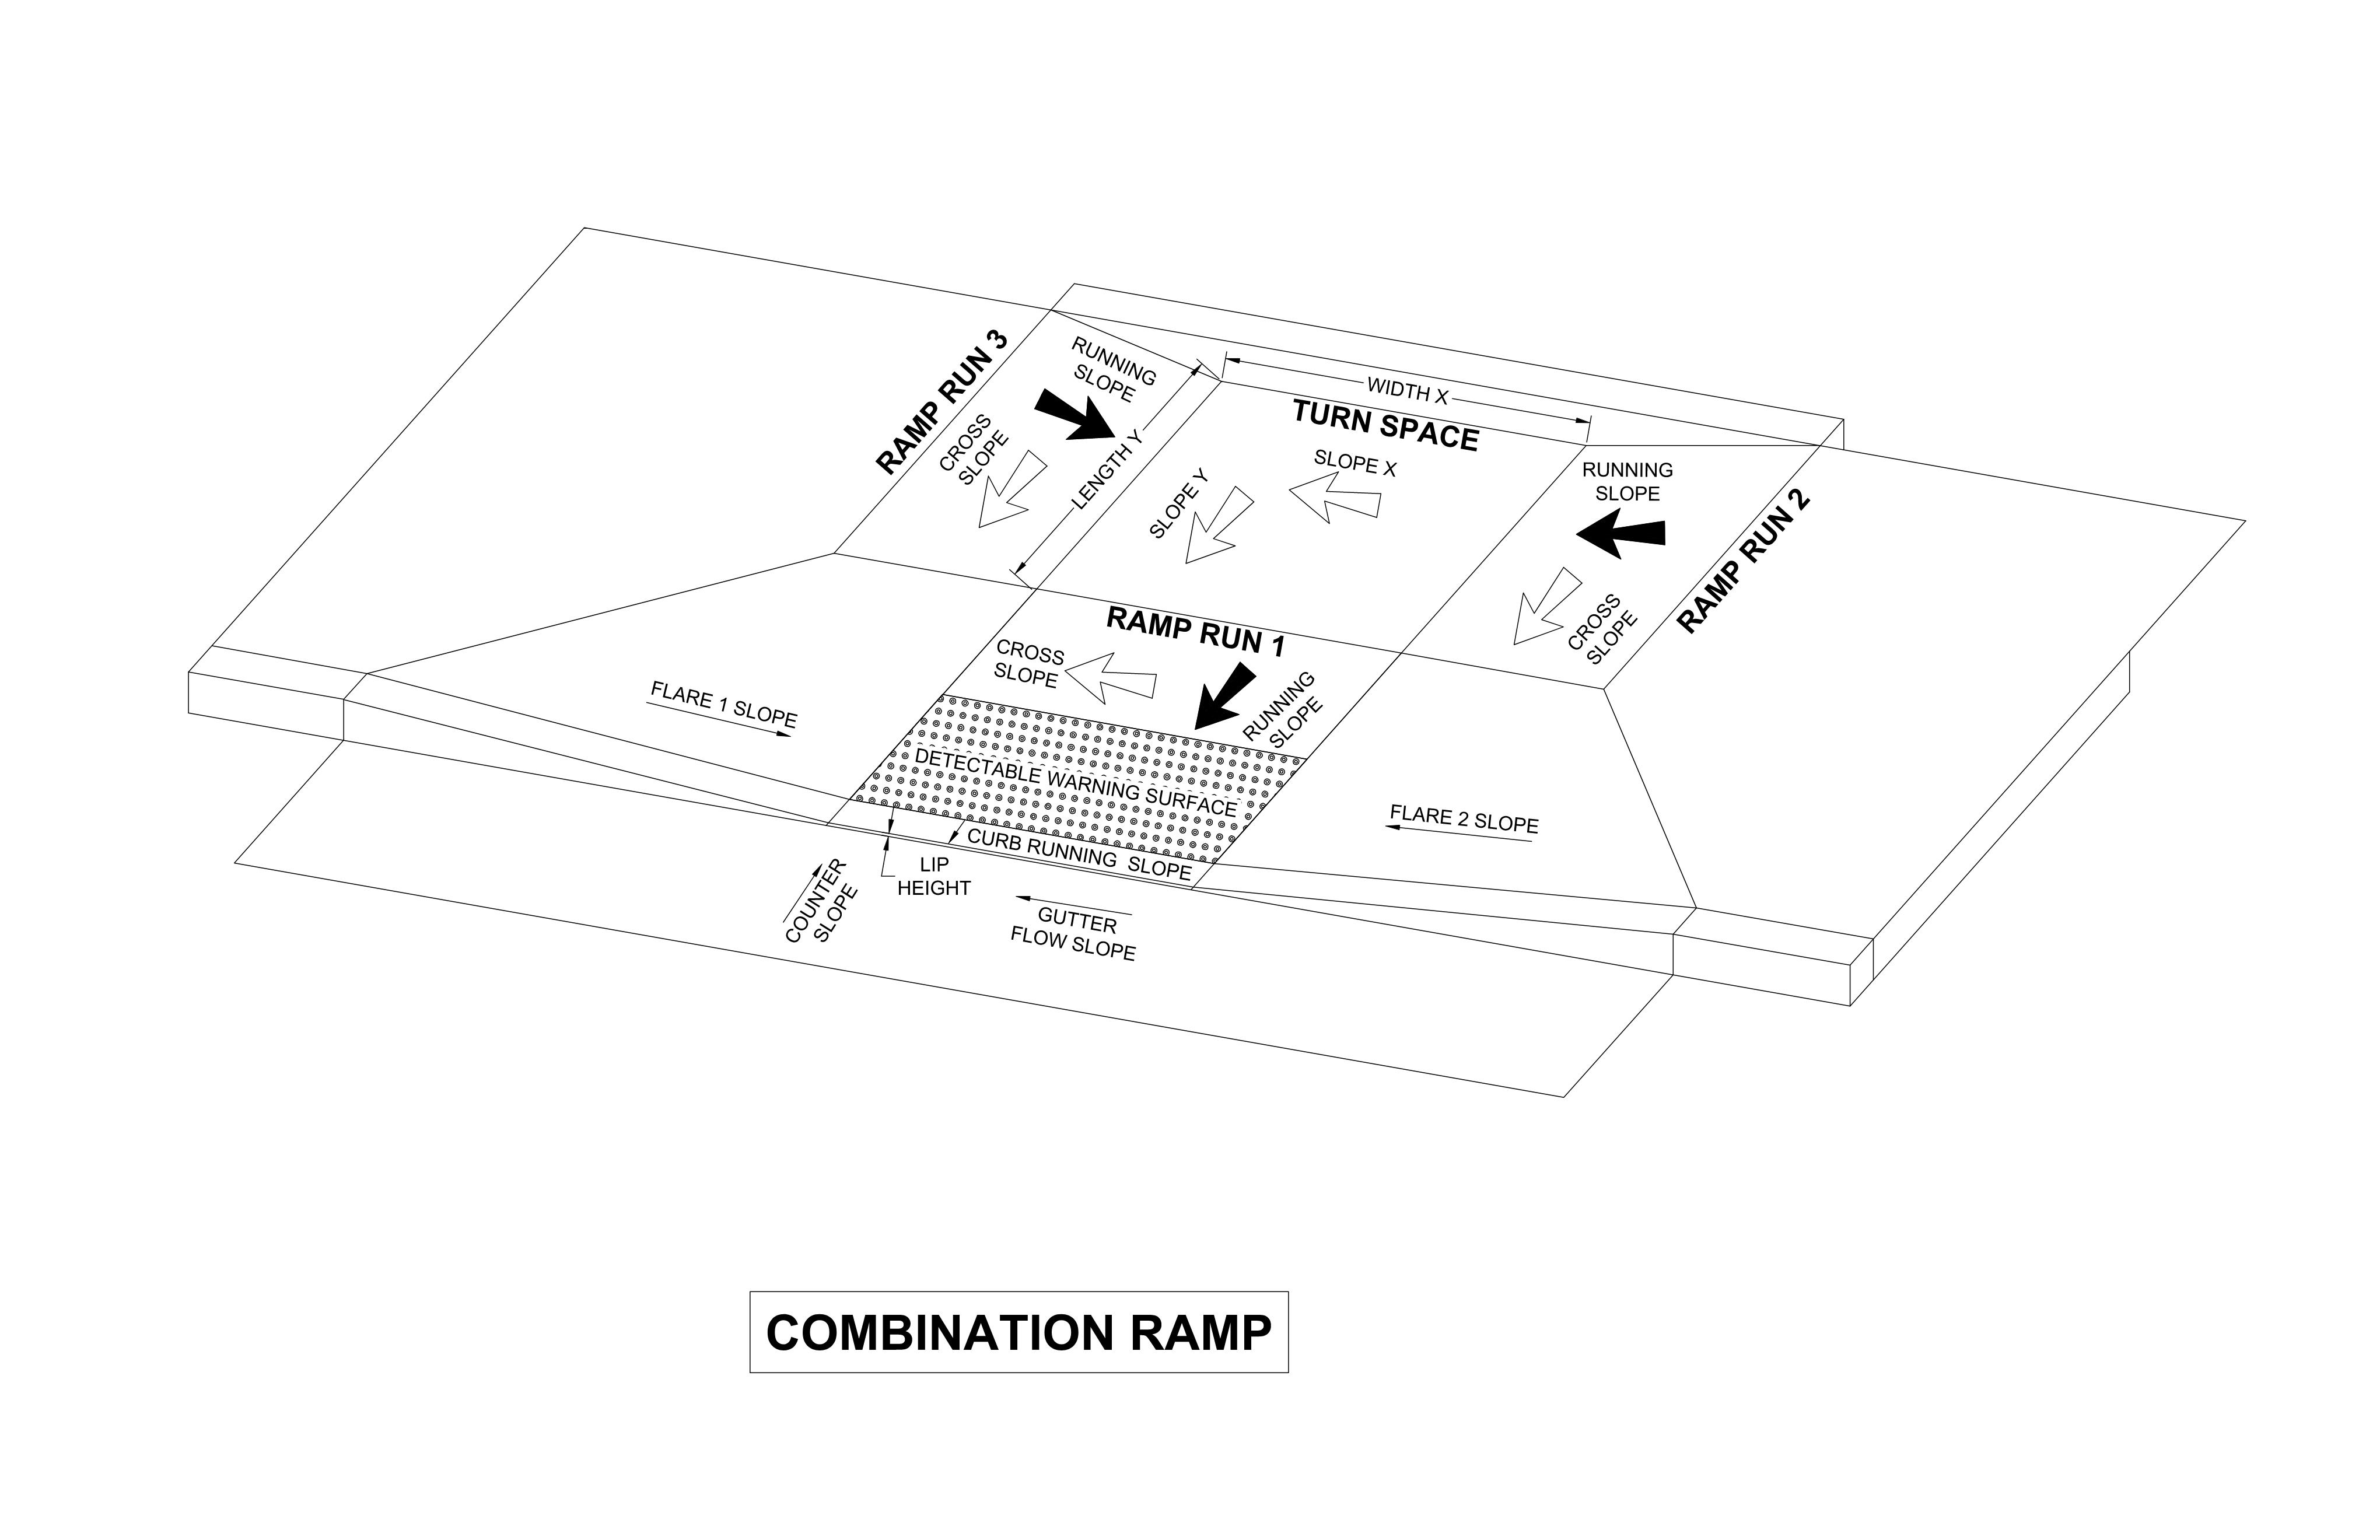 RAMP RUN 3
RUNNING
SLOPE
CROSS
SLOPE
LENGTH Y
WIDTH X
TURN SPACE
SLOPE X
SLOPE Y
RUNNING
SLOPE
RAMP RUN 2
CROSS
SLOPE
RAMP RUN 1
CROSS
SLOPE
RUNNING
SLOPE
FLARE 1 SLOPE
DETECTABLE WARNING SURFACE
FLARE 2 SLOPE
CURB RUNNING SLOPE
LIP
HEIGHT
COUNTER
SLOPE
GUTTER
FLOW SLOPE
COMBINATION RAMP